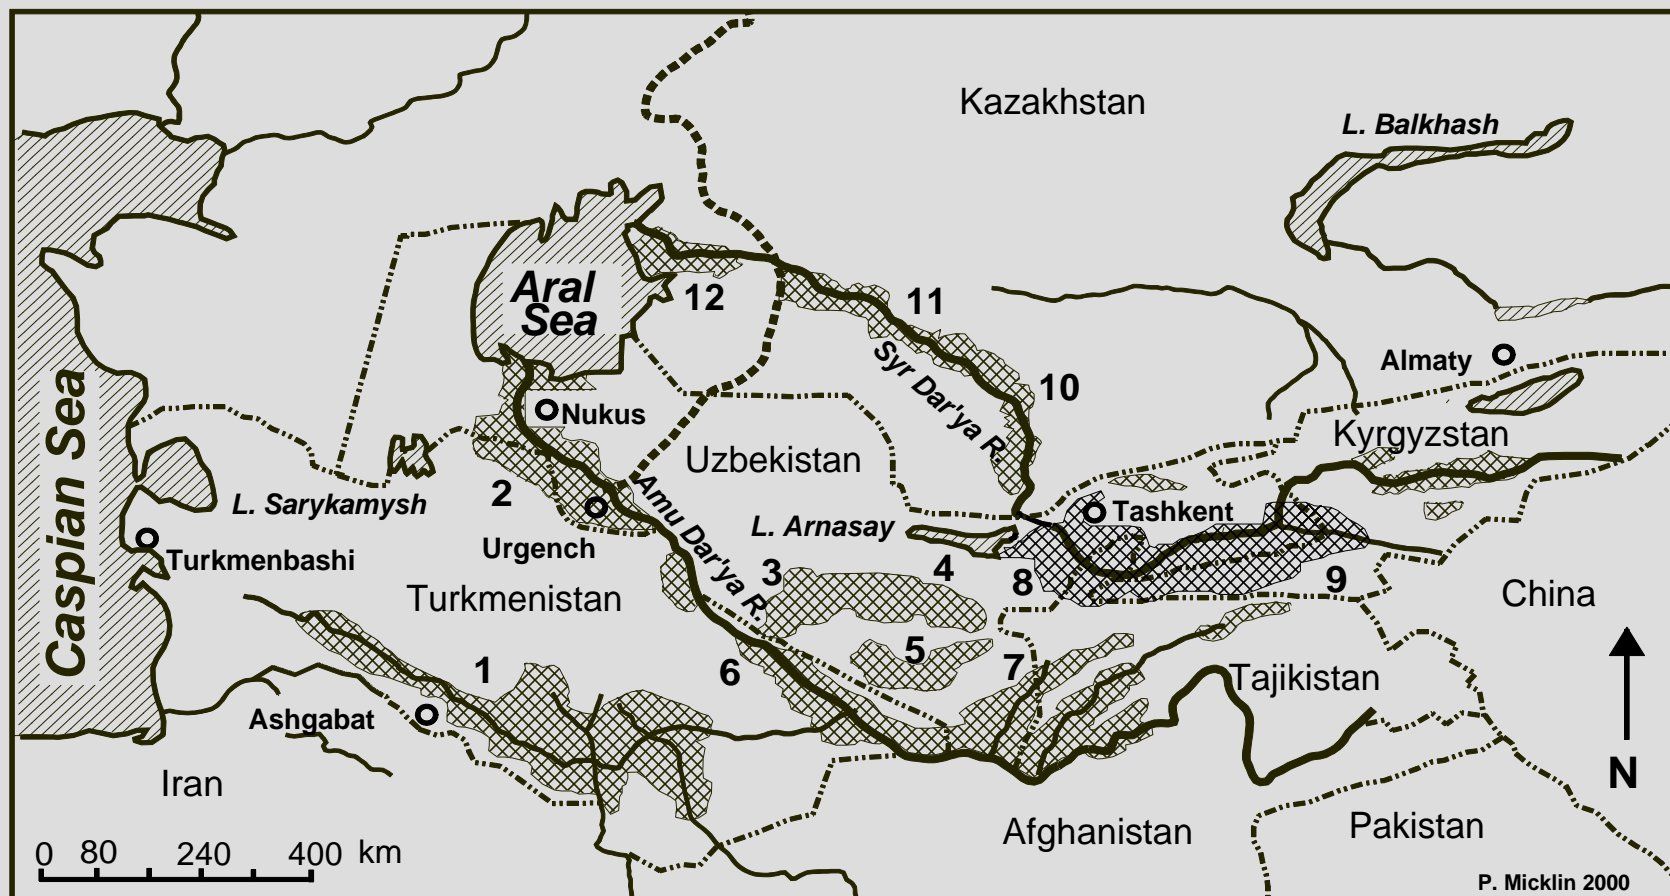 Kazakhstan
L. Balkhash
Aral
Sea
12
11
Syr Dar'ya R.
10
Almaty
Caspian Sea
Nukus
Uzbekistan
Kyrgyzstan
2
L. Sarykamysh
Amu Dar'ya R.
L. Arnasay
Tashkent
Urgench
Turkmenbashi
3
4
8
9
Turkmenistan
China
5
6
7
1
Tajikistan
Ashgabat
Iran
N
Afghanistan
Pakistan
0 80 240 400 km
P. Micklin 2000